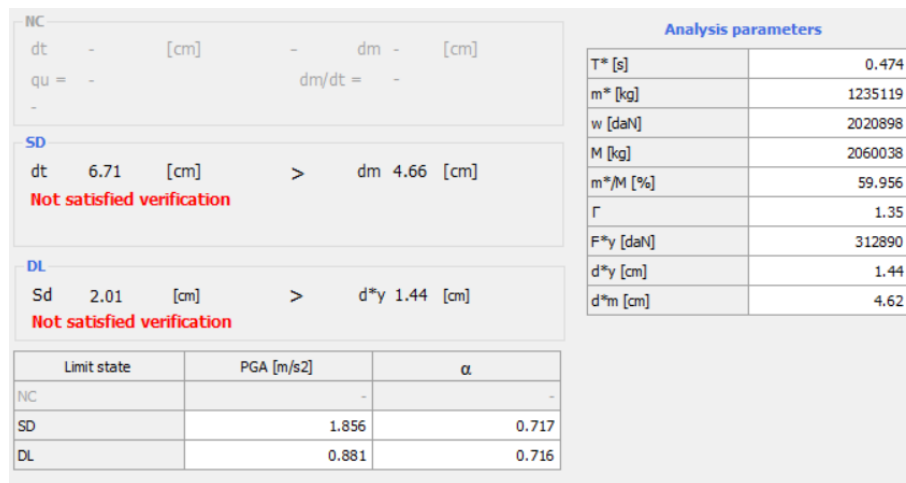 NC
dt - [cm] - dm - [cm]
qu = - dm/dt = -
-
SD
dt 6.71 [cm] > dm 4.66 [cm]
Not satisfied verification
DL
Sd 2.01 [cm] > d*y 1.44 [cm]
Not satisfied verification
Limit state PGA [m/s2] α
NC - -
SD 1.856 0.717
DL 0.881 0.716
Analysis parameters
T* [s] 0.474
m* [kg] 1235119
w [daN] 2020898
M [kg] 2060038
m*/M [%] 59.956
Γ 1.35
F*y [daN] 312890
d*y [cm] 1.44
d*m [cm] 4.62